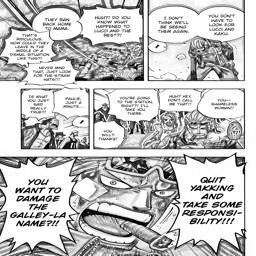 YOU DON'T
HAVE TO
LOOK FOR
LUCCI AND
KAKU.
I DON'T
THINK WE'LL
BE SEEING
THEM AGAIN.
HUH?! DO YOU
KNOW WHAT
HAPPENED TO
LUCCI AND
THE REST?!
THEY RAN
BACK HOME
TO MAMA.
THAT'S
RIDICULOUS.
HOW COULD THEY
LEAVE IN THE
MIDDLE OF A
DISMAL SITUATION
LIKE THIS?!
NEVER MIND
THAT, JUST LOOK
FOR THE STRAW
HATS!!
YOU
SHAMELESS
WOMAN!!
HUH? HEY,
DON'T CALL
ME THAT!!
YOU'RE GOING
TO THE STATION,
RIGHT? I'LL
TAKE YOU
THERE.
YOU
WILL?
THANKS!
PAULIE,
JUST A
MINUTE...
IS WHAT
YOU JUST
SAID
REALLY
TRUE?!
QUIT
YAKKING
AND
TAKE SOME
RESPONSI-
BILITY!!!
YOU
WANT TO
DAMAGE
THE
GALLEY-LA
NAME?!!